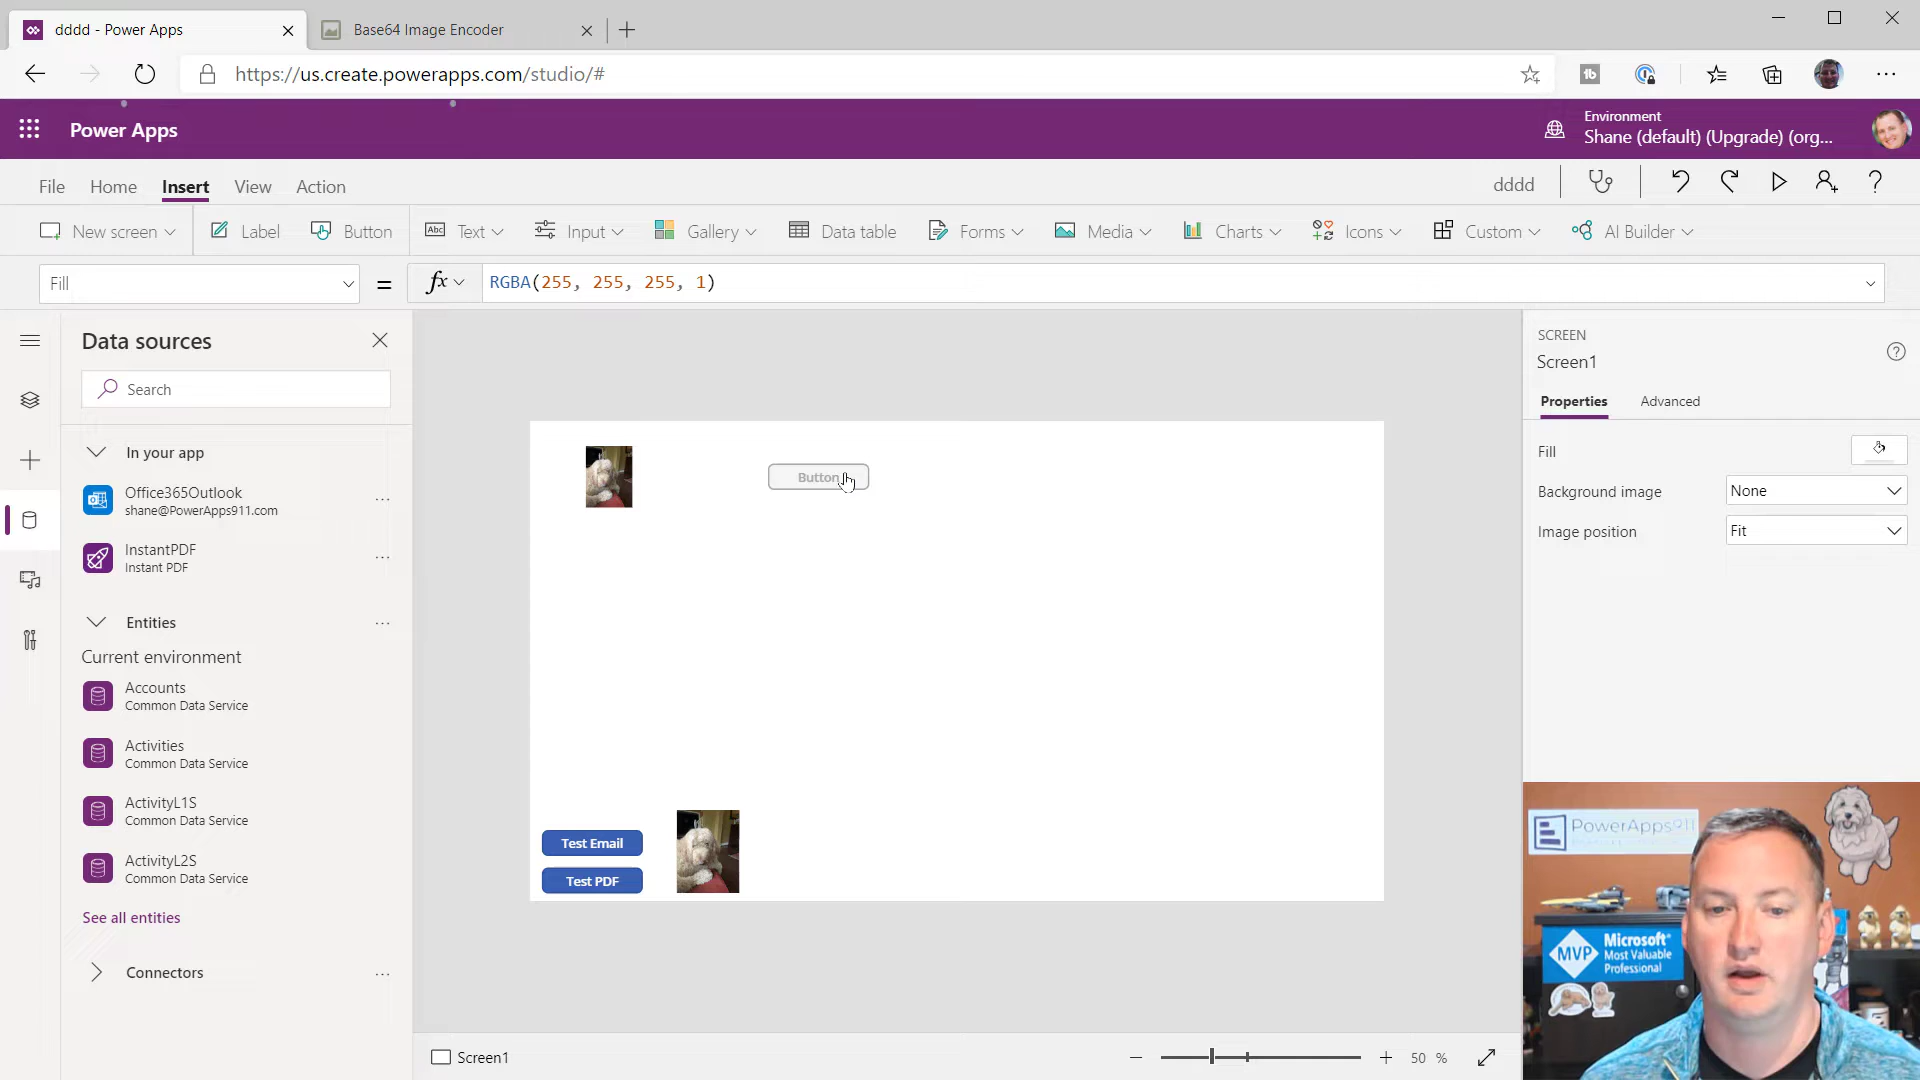 dddd - Power Apps
Base64 Image Encoder
https://us.create.powerapps.com/studio/#
Power Apps
Environment
Shane (default) (Upgrade) (org...
File
Home
Insert
View
Action
dddd
New screen
Label
Button
Abc
Text
Input
Gallery
Data table
Forms
Media
Charts
Icons
Custom
AI Builder
Fill
=
fx
RGBA(255, 255, 255, 1)
Data sources
Search
In your app
Office365Outlook
shane@PowerApps911.com
InstantPDF
Instant PDF
Entities
Current environment
Accounts
Common Data Service
Activities
Common Data Service
ActivityL1S
Common Data Service
ActivityL2S
Common Data Service
See all entities
Connectors
Button
Test Email
Test PDF
SCREEN
Screen1
Properties
Advanced
Fill
Background image
None
Image position
Fit
PowerApps911
MVP
Microsoft
Most Valuable
Professional
Screen1
50 %